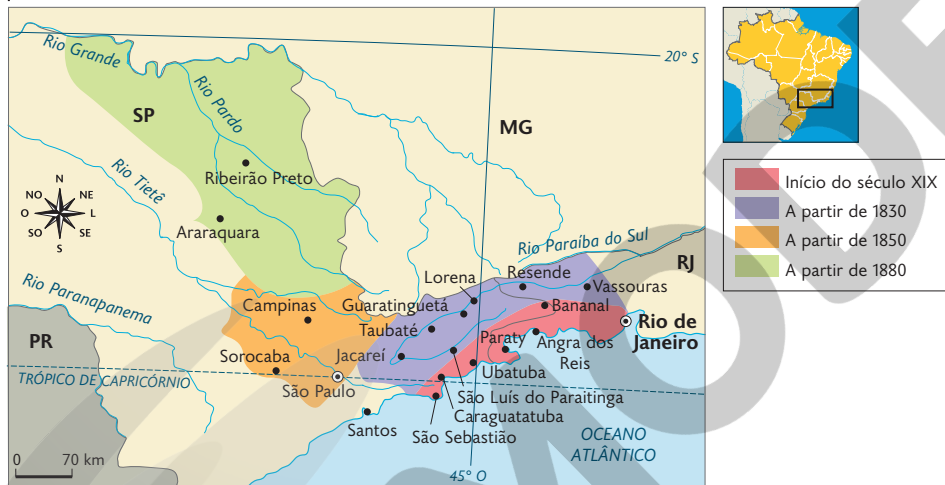 Rio Grande
20° S
SP
Rio Pardo
MG
Ribeirão Preto
Rio Tietê
N
NO
NE
O
L
SO
SE
S
Araraquara
Rio Paraíba do Sul
RJ
Lorena
Resende
Vassouras
Rio Paranapanema
Campinas
Guaratinguetá
Bananal
Taubaté
Rio de
Janeiro
PR
Sorocaba
Jacareí
Paraty
Angra dos
Reis
Ubatuba
TRÓPICO DE CAPRICÓRNIO
São Paulo
São Luís do Paraitinga
Caraguatatuba
Santos
São Sebastião
OCEANO
ATLÂNTICO
0
70 km
45° O
Início do século XIX
A partir de 1830
A partir de 1850
A partir de 1880